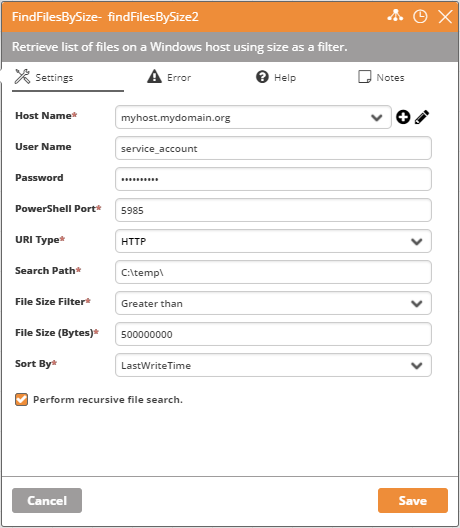 FindFilesBySize- findFilesBySize2
Retrieve list of files on a Windows host using size as a filter.
Settings Error Help Notes
Host Name* myhost.mydomain.org
User Name service_account
Password ••••••••••
PowerShell Port* 5985
URI Type* HTTP
Search Path* C:\temp\
File Size Filter* Greater than
File Size (Bytes)* 500000000
Sort By* LastWriteTime
Perform recursive file search.
Cancel Save